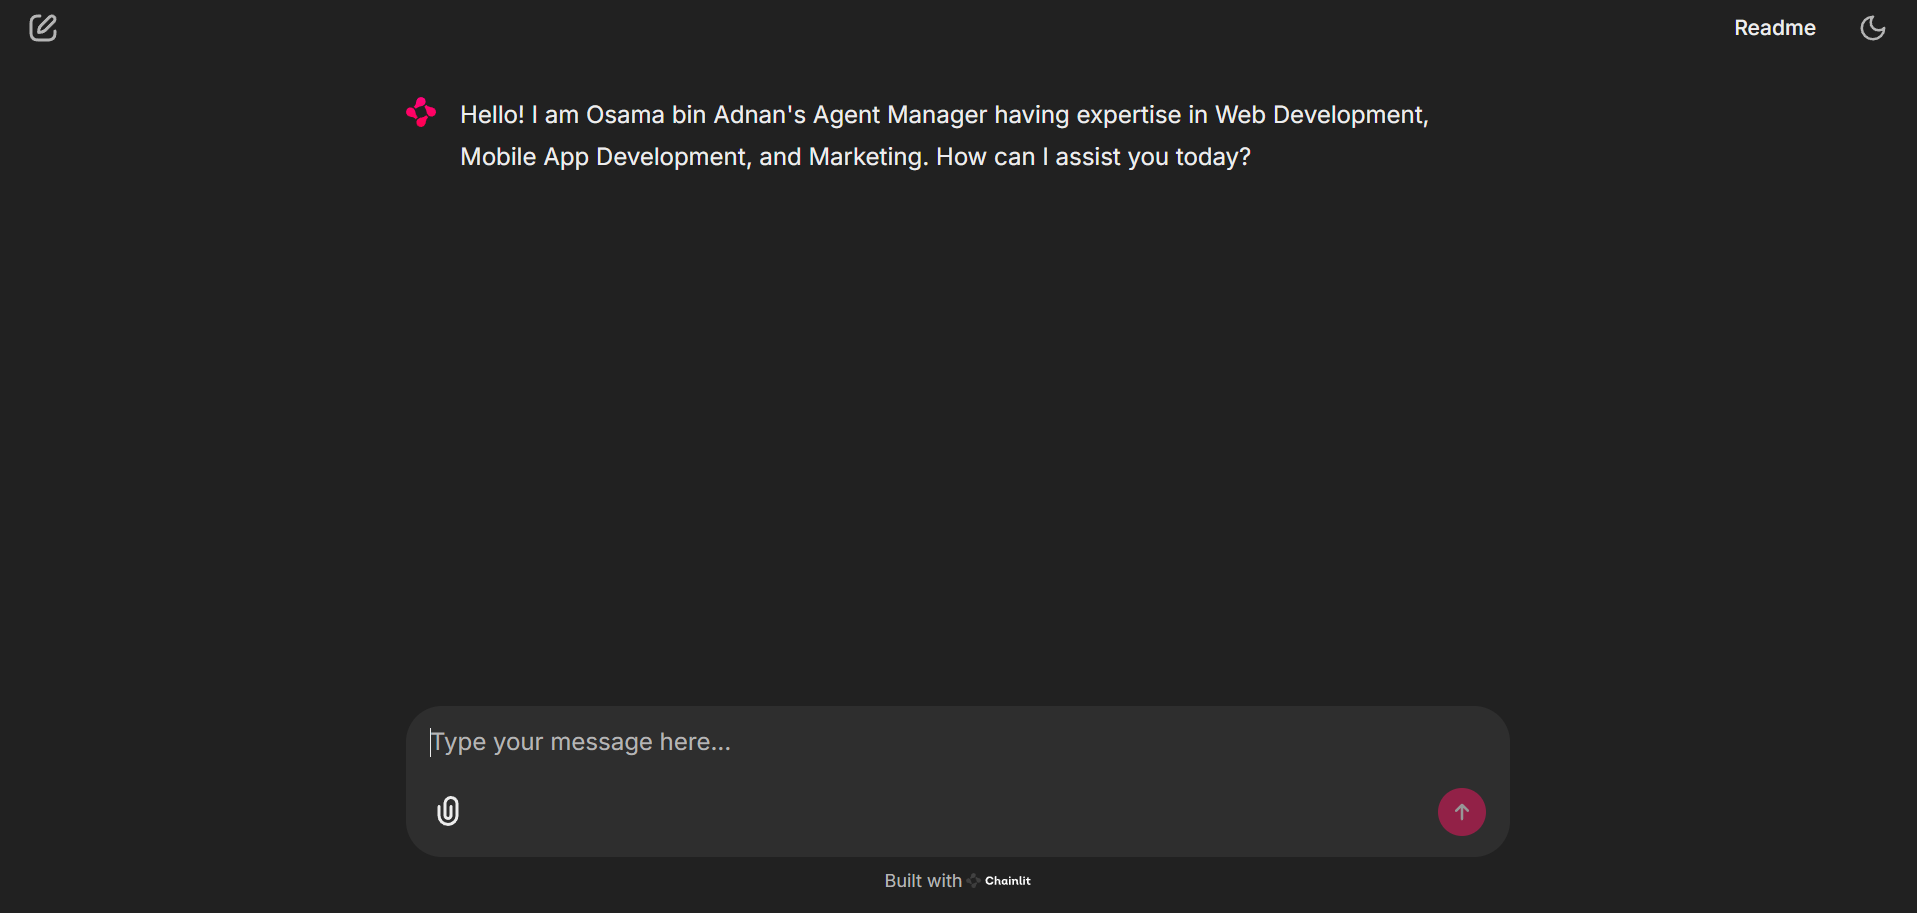 Readme
Hello! I am Osama bin Adnan's Agent Manager having expertise in Web Development,
Mobile App Development, and Marketing. How can I assist you today?
Type your message here...
Built with Chainlit